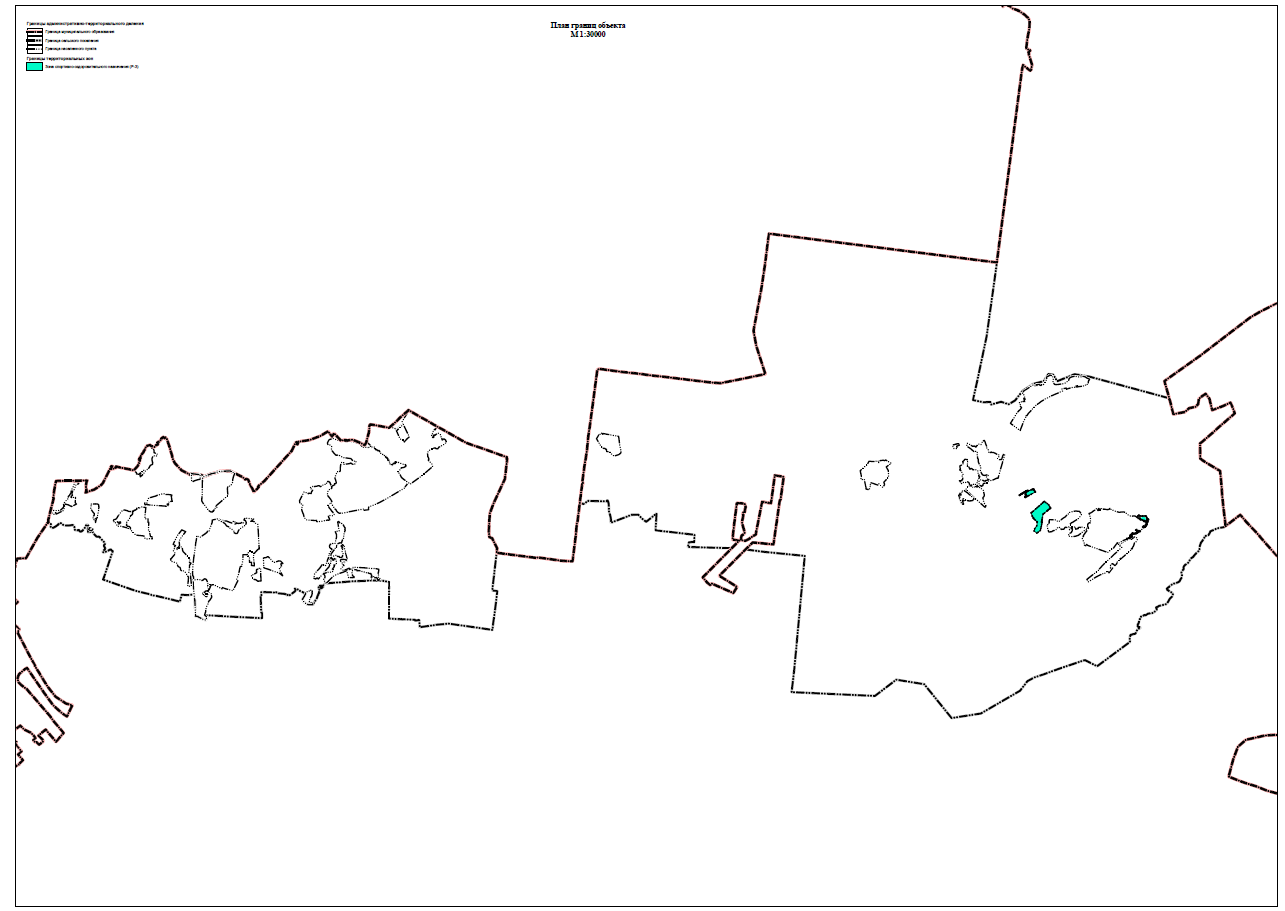 План границ объекта
М 1:30000
Границы административно-территориального деления
Граница муниципального образования
Граница сельского поселения
Граница населенного пункта
Границы территориальных зон
Зона спортивно-оздоровительного назначения (Р-2)